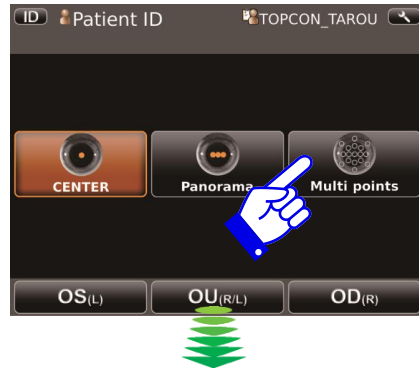 ID Patient ID TOPCON_TAROU
CENTER Panorama Multi points
OS(L) OU(R/L) OD(R)